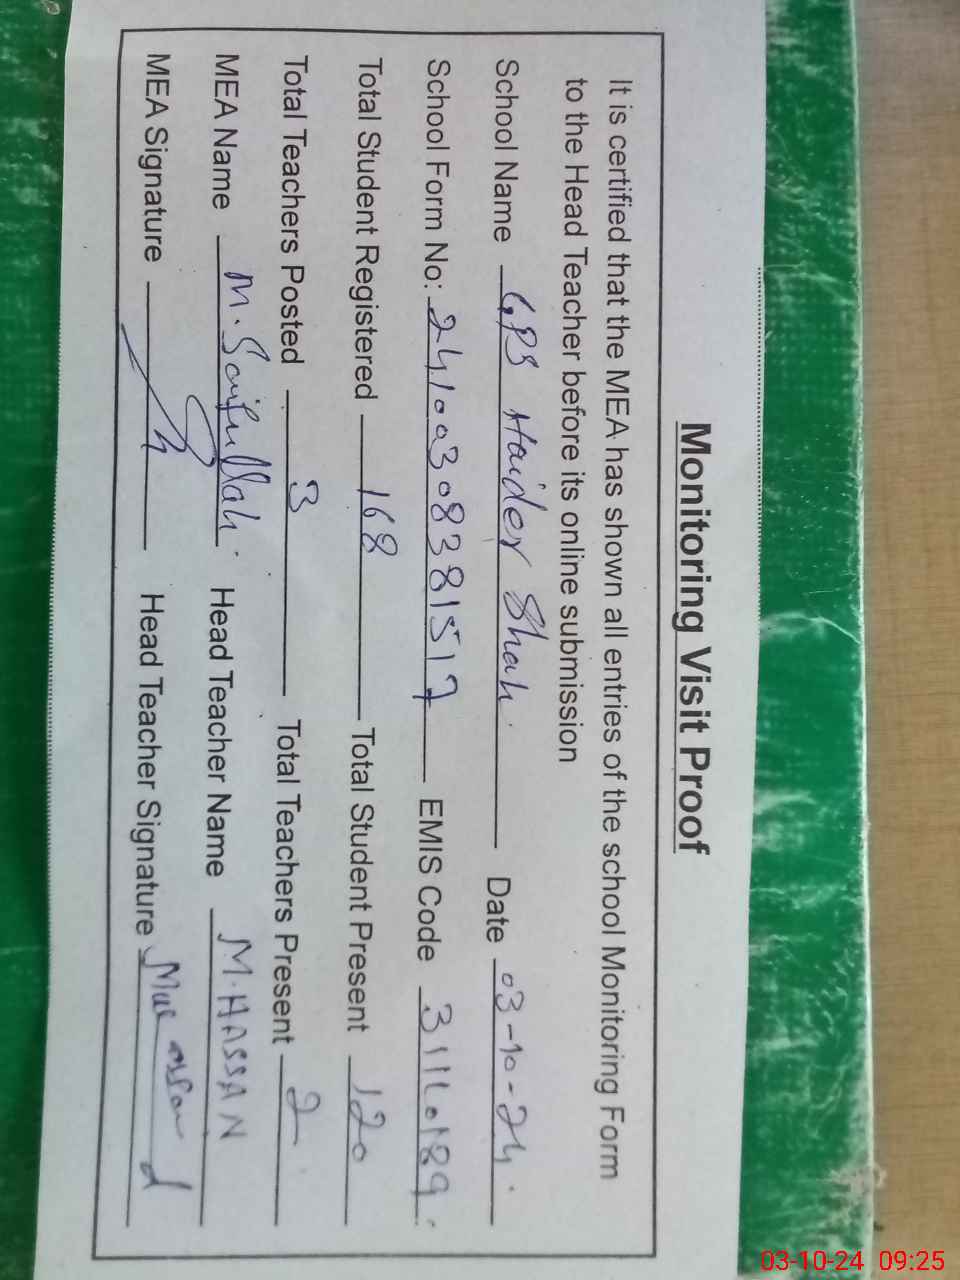 Monitoring Visit Proof
It is certified that the MEA has shown all entries of the school Monitoring Form
to the Head Teacher before its online submission
School Name GPS Haider Shah. Date 03-10-24.
School Form No: 24100308381517 EMIS Code 31110189.
Total Student Registered 168 Total Student Present 120
Total Teachers Posted 3 Total Teachers Present 2
MEA Name M. Saifullah. Head Teacher Name M. HASSAN
MEA Signature Head Teacher Signature
03-10-24 09:25